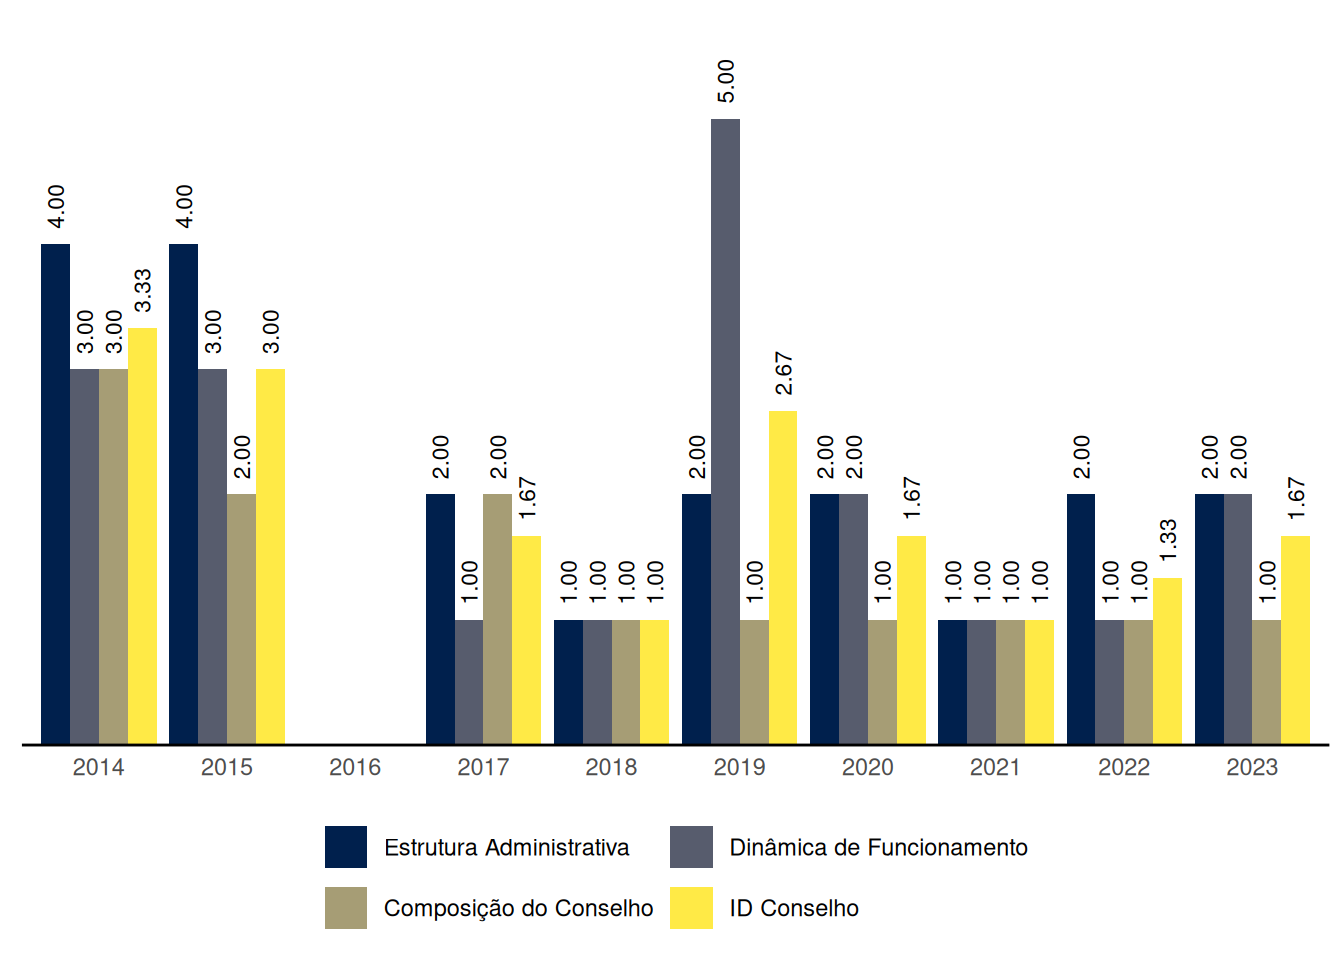 5.00
4.00 4.00
3.00 3.00 3.33 3.00 3.00 2.67
2.00 2.00 2.00 2.00 2.00 2.00 2.00 2.00 2.00
1.67 1.67 1.33 1.67
1.00 1.00 1.00 1.00 1.00 1.00 1.00 1.00 1.00 1.00 1.00 1.00 1.00 1.00
2014 2015 2016 2017 2018 2019 2020 2021 2022 2023
Estrutura Administrativa Dinâmica de Funcionamento
Composição do Conselho ID Conselho